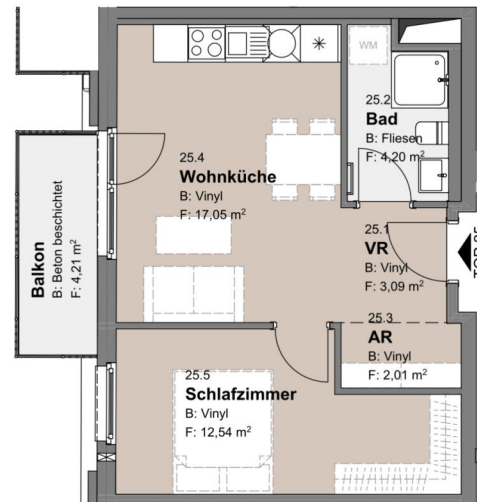 WM
25.2
Bad
B: Fliesen
F: 4,20 m²
25.4
Wohnküche
B: Vinyl
F: 17,05 m²
Balkon
B: Beton beschichtet
F: 4,21 m²
25.1
VR
B: Vinyl
F: 3,09 m²
25.3
AR
B: Vinyl
F: 2,01 m²
25.5
Schlafzimmer
B: Vinyl
F: 12,54 m²